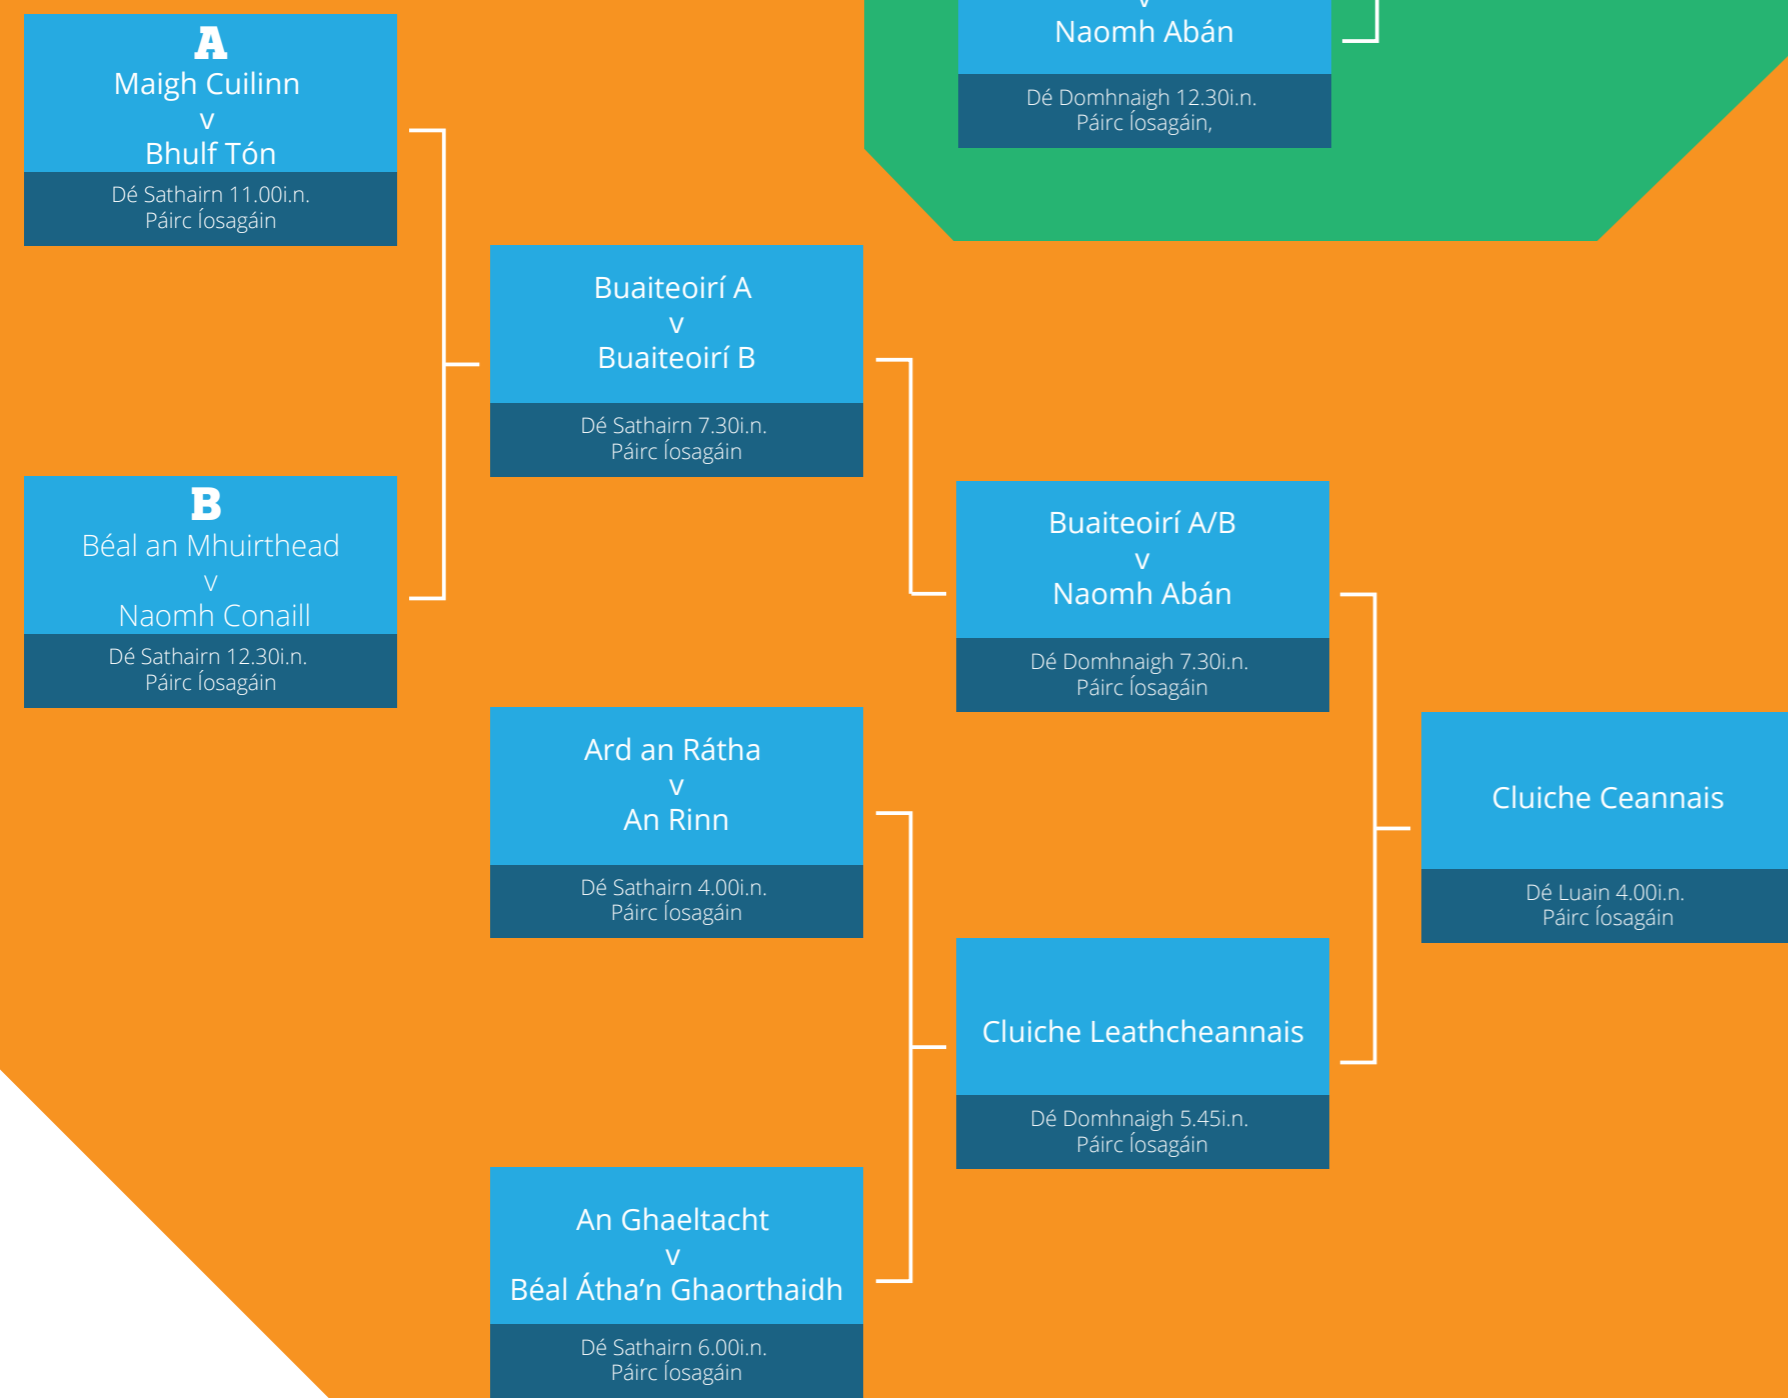 v
Naomh Abán
Dé Domhnaigh 12.30i.n.
Páirc Íosagáin,
A
Maigh Cuilinn
v
Bhulf Tón
Dé Sathairn 11.00i.n.
Páirc Íosagáin
Buaiteoirí A
v
Buaiteoirí B
Dé Sathairn 7.30i.n.
Páirc Íosagáin
B
Béal an Mhuirthead
v
Naomh Conaill
Dé Sathairn 12.30i.n.
Páirc Íosagáin
Buaiteoirí A/B
v
Naomh Abán
Dé Domhnaigh 7.30i.n.
Páirc Íosagáin
Ard an Rátha
v
An Rinn
Dé Sathairn 4.00i.n.
Páirc Íosagáin
Cluiche Ceannais
Dé Luain 4.00i.n.
Páirc Íosagáin
Cluiche Leathcheannais
Dé Domhnaigh 5.45i.n.
Páirc Íosagáin
An Ghaeltacht
v
Béal Átha’n Ghaorthaidh
Dé Sathairn 6.00i.n.
Páirc Íosagáin